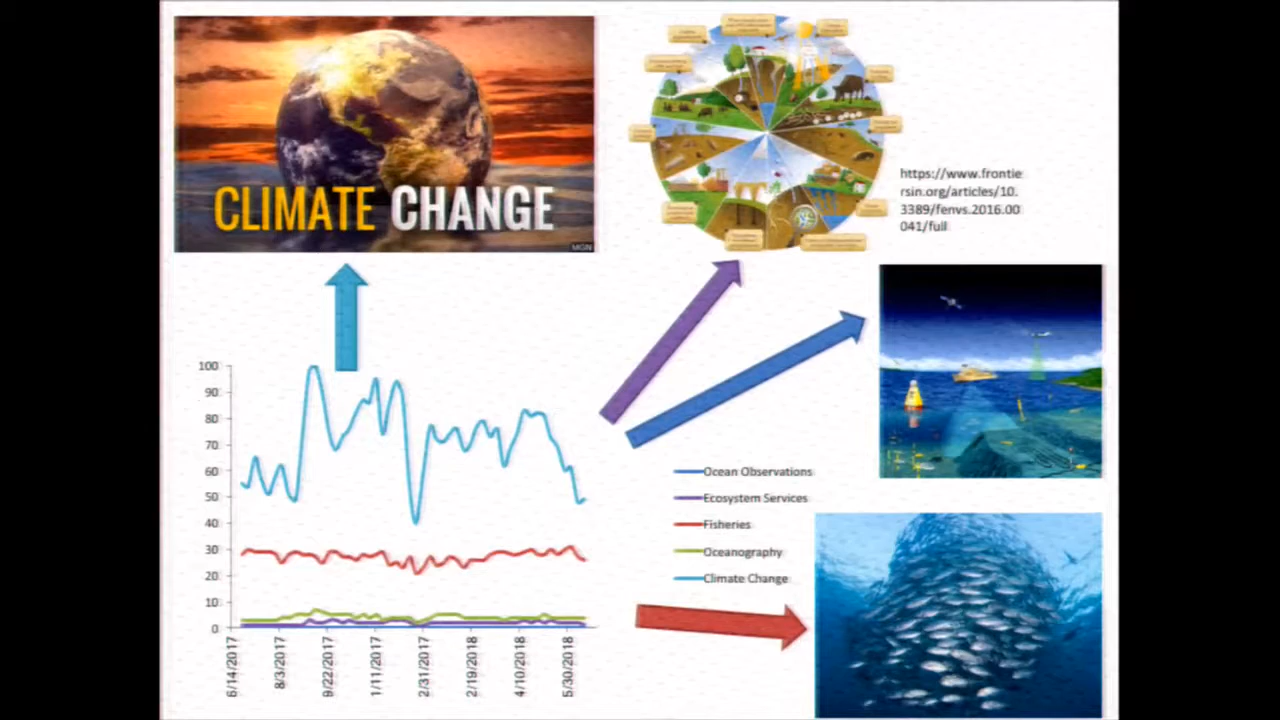 CLIMATE CHANGE
MGN
https://www.frontie
rsin.org/articles/10.
3389/fenvs.2016.00
041/full
100
90
80
70
60
50
40
30
20
10
0
6/14/2017
8/3/2017
9/22/2017
1/11/2017
2/31/2017
2/19/2018
4/10/2018
5/30/2018
Ocean Observations
Ecosystem Services
Fisheries
Oceanography
Climate Change